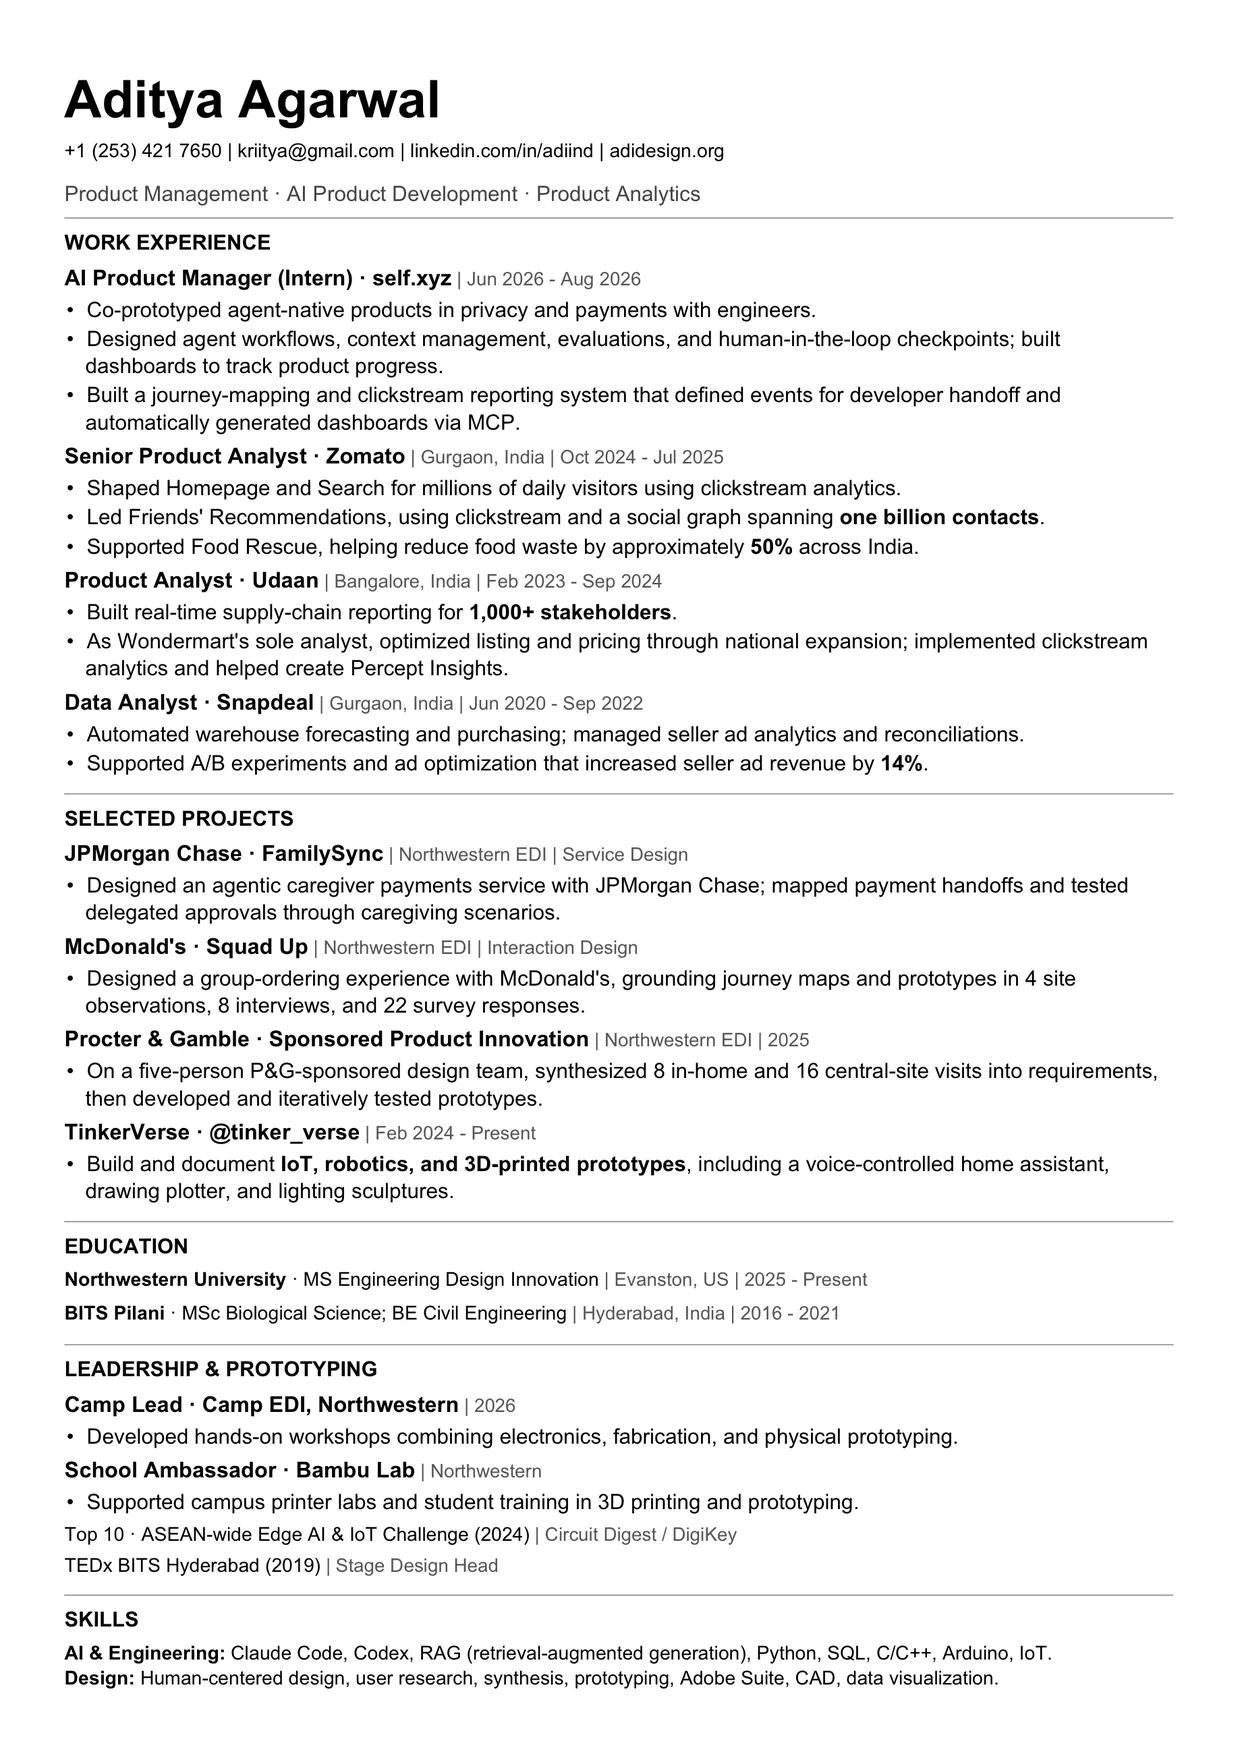 Aditya Agarwal
+1 (253) 421 7650 | kriitya@gmail.com | linkedin.com/in/adiind | adidesign.org
Product Management · AI Product Development · Product Analytics
WORK EXPERIENCE
AI Product Manager (Intern) · self.xyz | Jun 2026 - Aug 2026
• Co-prototyped agent-native products in privacy and payments with engineers.
• Designed agent workflows, context management, evaluations, and human-in-the-loop checkpoints; built
dashboards to track product progress.
• Built a journey-mapping and clickstream reporting system that defined events for developer handoff and
automatically generated dashboards via MCP.
Senior Product Analyst · Zomato | Gurgaon, India | Oct 2024 - Jul 2025
• Shaped Homepage and Search for millions of daily visitors using clickstream analytics.
• Led Friends' Recommendations, using clickstream and a social graph spanning one billion contacts.
• Supported Food Rescue, helping reduce food waste by approximately 50% across India.
Product Analyst · Udaan | Bangalore, India | Feb 2023 - Sep 2024
• Built real-time supply-chain reporting for 1,000+ stakeholders.
• As Wondermart's sole analyst, optimized listing and pricing through national expansion; implemented clickstream
analytics and helped create Percept Insights.
Data Analyst · Snapdeal | Gurgaon, India | Jun 2020 - Sep 2022
• Automated warehouse forecasting and purchasing; managed seller ad analytics and reconciliations.
• Supported A/B experiments and ad optimization that increased seller ad revenue by 14%.
SELECTED PROJECTS
JPMorgan Chase · FamilySync | Northwestern EDI | Service Design
• Designed an agentic caregiver payments service with JPMorgan Chase; mapped payment handoffs and tested
delegated approvals through caregiving scenarios.
McDonald's · Squad Up | Northwestern EDI | Interaction Design
• Designed a group-ordering experience with McDonald's, grounding journey maps and prototypes in 4 site
observations, 8 interviews, and 22 survey responses.
Procter & Gamble · Sponsored Product Innovation | Northwestern EDI | 2025
• On a five-person P&G-sponsored design team, synthesized 8 in-home and 16 central-site visits into requirements,
then developed and iteratively tested prototypes.
TinkerVerse · @tinker_verse | Feb 2024 - Present
• Build and document IoT, robotics, and 3D-printed prototypes, including a voice-controlled home assistant,
drawing plotter, and lighting sculptures.
EDUCATION
Northwestern University · MS Engineering Design Innovation | Evanston, US | 2025 - Present
BITS Pilani · MSc Biological Science; BE Civil Engineering | Hyderabad, India | 2016 - 2021
LEADERSHIP & PROTOTYPING
Camp Lead · Camp EDI, Northwestern | 2026
• Developed hands-on workshops combining electronics, fabrication, and physical prototyping.
School Ambassador · Bambu Lab | Northwestern
• Supported campus printer labs and student training in 3D printing and prototyping.
Top 10 · ASEAN-wide Edge AI & IoT Challenge (2024) | Circuit Digest / DigiKey
TEDx BITS Hyderabad (2019) | Stage Design Head
SKILLS
AI & Engineering: Claude Code, Codex, RAG (retrieval-augmented generation), Python, SQL, C/C++, Arduino, IoT.
Design: Human-centered design, user research, synthesis, prototyping, Adobe Suite, CAD, data visualization.